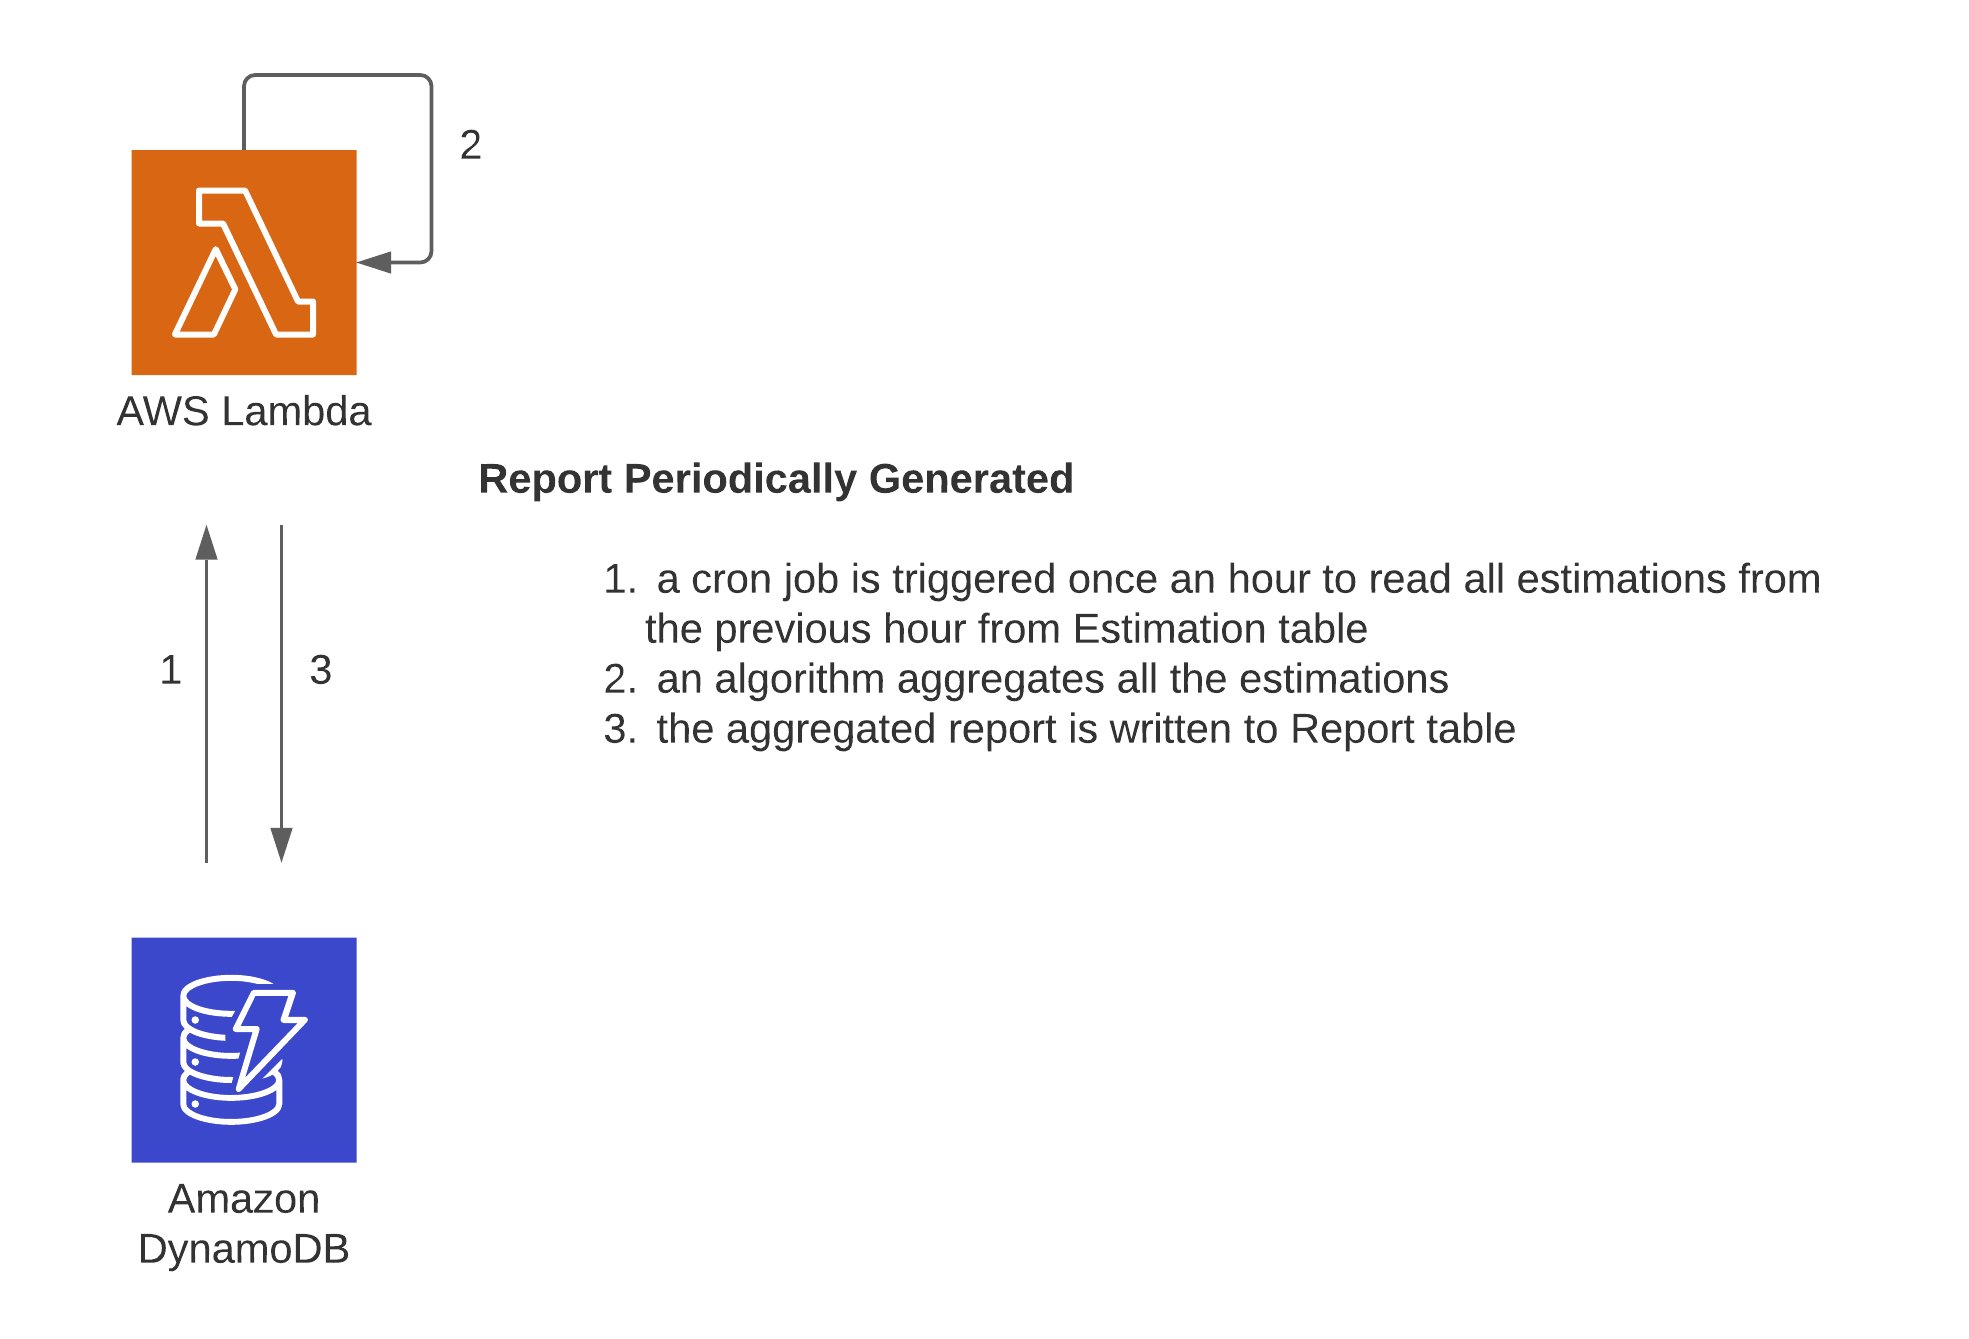 2
AWS Lambda
Report Periodically Generated
1. a cron job is triggered once an hour to read all estimations from
the previous hour from Estimation table
2. an algorithm aggregates all the estimations
3. the aggregated report is written to Report table
1
3
Amazon
DynamoDB